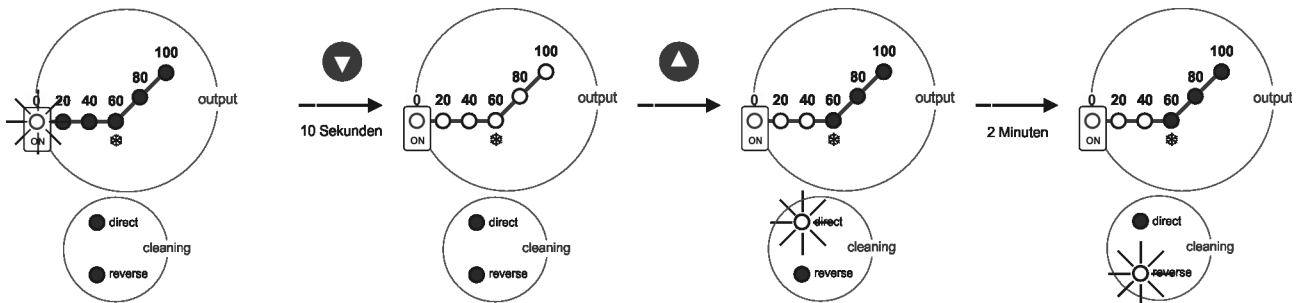 100
80
0 20 40 60
output
❄
ON
direct
cleaning
reverse
▼
10 Sekunden
100
80
0
20 40 60
output
❄
ON
direct
cleaning
reverse
▲
100
80
0
20 40 60
output
❄
ON
direct
cleaning
reverse
2 Minuten
100
80
0
20 40 60
output
❄
ON
direct
cleaning
reverse